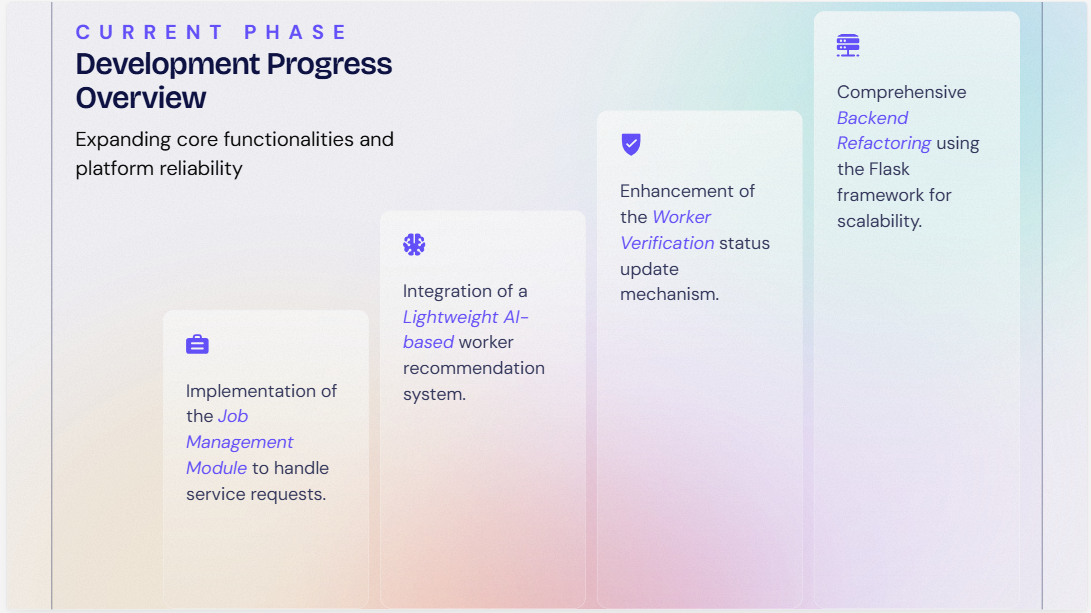 CURRENT PHASE
Development Progress
Overview
Expanding core functionalities and
platform reliability
Implementation of
the Job
Management
Module to handle
service requests.
Integration of a
Lightweight AI-
based worker
recommendation
system.
Enhancement of
the Worker
Verification status
update
mechanism.
Comprehensive
Backend
Refactoring using
the Flask
framework for
scalability.